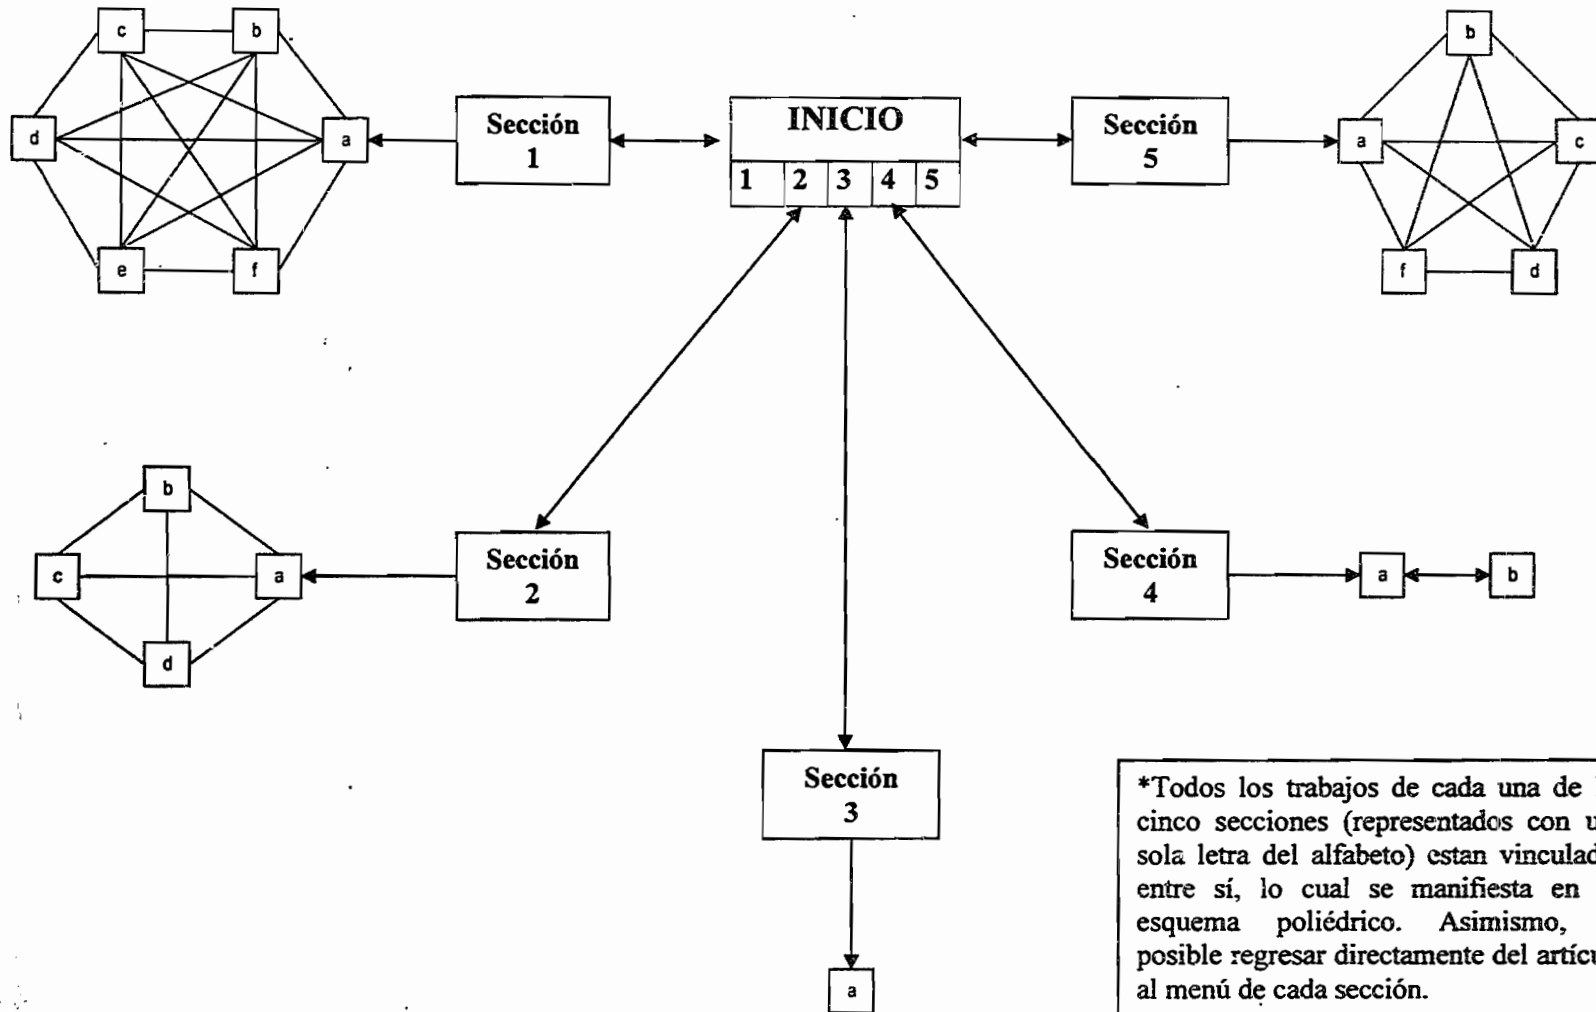 c
b
d
a
e
f
Sección
1
INICIO
1 2 3 4 5
Sección
5
b
a
c
f
d
b
c
a
d
Sección
2
Sección
4
a
b
Sección
3
a
*Todos los trabajos de cada una de
cinco secciones (representados con
sola letra del alfabeto) estan
entre sí, lo cual se manifiesta en
esquema poliédrico. Asimismo,
posible regresar directamente del
al menú de cada sección.